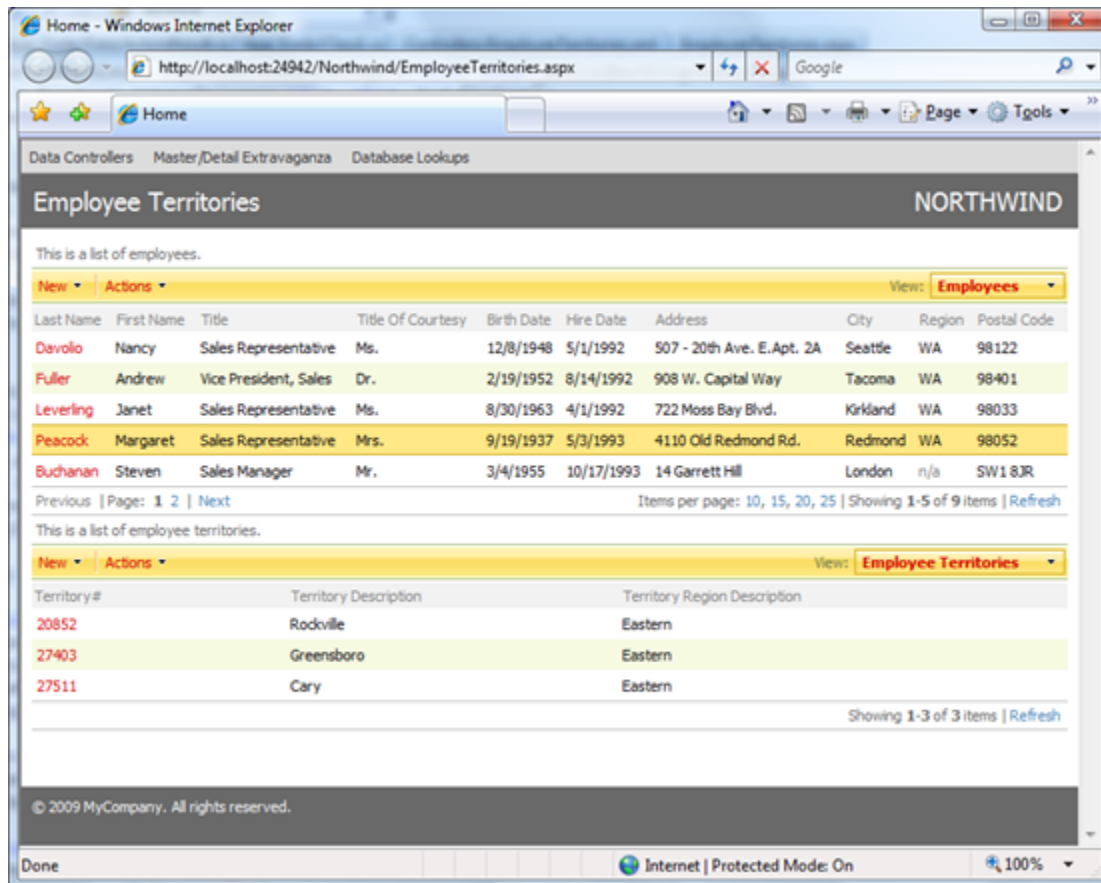 Home - Windows Internet Explorer
http://localhost:24942/Northwind/EmployeeTerritories.aspx Google
Home Page Tools
Data Controllers Master/Detail Extravaganza Database Lookups
Employee Territories NORTHWIND
This is a list of employees.
New Actions View: Employees
Last Name First Name Title Title Of Courtesy Birth Date Hire Date Address City Region Postal Code
Davolio Nancy Sales Representative Ms. 12/8/1948 5/1/1992 507 - 20th Ave. E.Apt. 2A Seattle WA 98122
Fuller Andrew Vice President, Sales Dr. 2/19/1952 8/14/1992 908 W. Capital Way Tacoma WA 98401
Leverling Janet Sales Representative Ms. 8/30/1963 4/1/1992 722 Moss Bay Blvd. Kirkland WA 98033
Peacock Margaret Sales Representative Mrs. 9/19/1937 5/3/1993 4110 Old Redmond Rd. Redmond WA 98052
Buchanan Steven Sales Manager Mr. 3/4/1955 10/17/1993 14 Garrett Hill London n/a SW1 8JR
Previous | Page: 1 2 | Next Items per page: 10, 15, 20, 25 | Showing 1-5 of 9 items | Refresh
This is a list of employee territories.
New Actions View: Employee Territories
Territory# Territory Description Territory Region Description
20852 Rockville Eastern
27403 Greensboro Eastern
27511 Cary Eastern
Showing 1-3 of 3 items | Refresh
© 2009 MyCompany. All rights reserved.
Done Internet | Protected Mode: On 100%